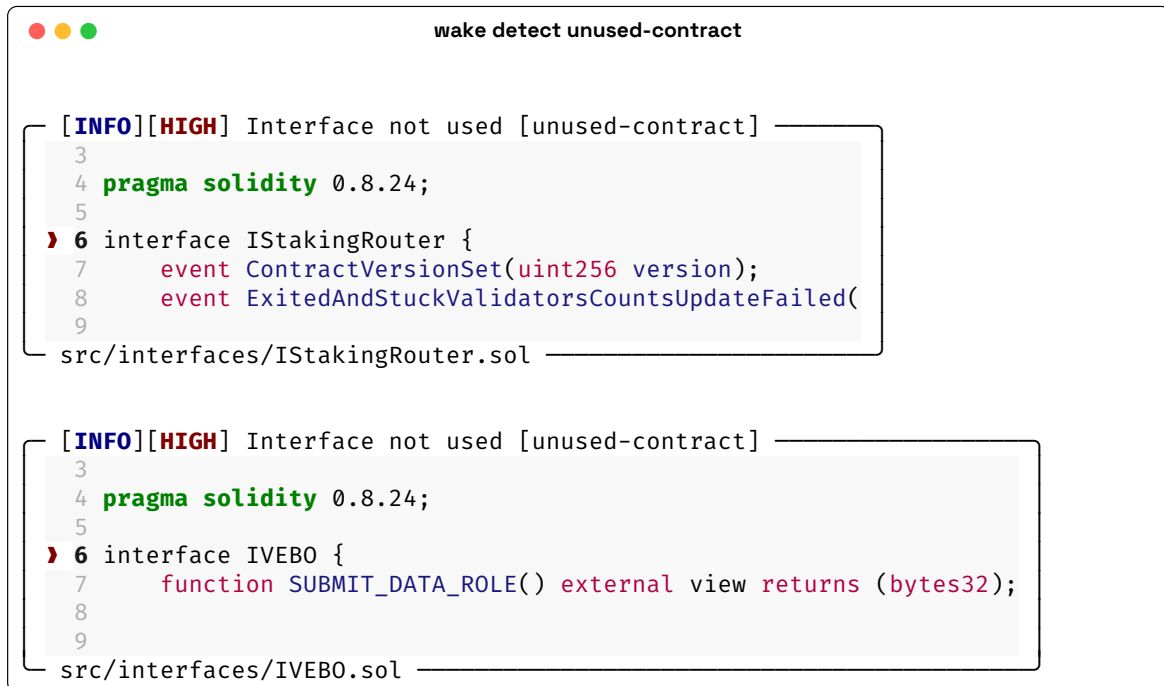 wake detect unused-contract
[INFO][HIGH] Interface not used [unused-contract]
3
4 pragma solidity 0.8.24;
5
❱ 6 interface IStakingRouter {
7     event ContractVersionSet(uint256 version);
8     event ExitedAndStuckValidatorsCountsUpdateFailed(
9
src/interfaces/IStakingRouter.sol
[INFO][HIGH] Interface not used [unused-contract]
3
4 pragma solidity 0.8.24;
5
❱ 6 interface IVEBO {
7     function SUBMIT_DATA_ROLE() external view returns (bytes32);
8
9
src/interfaces/IVEBO.sol